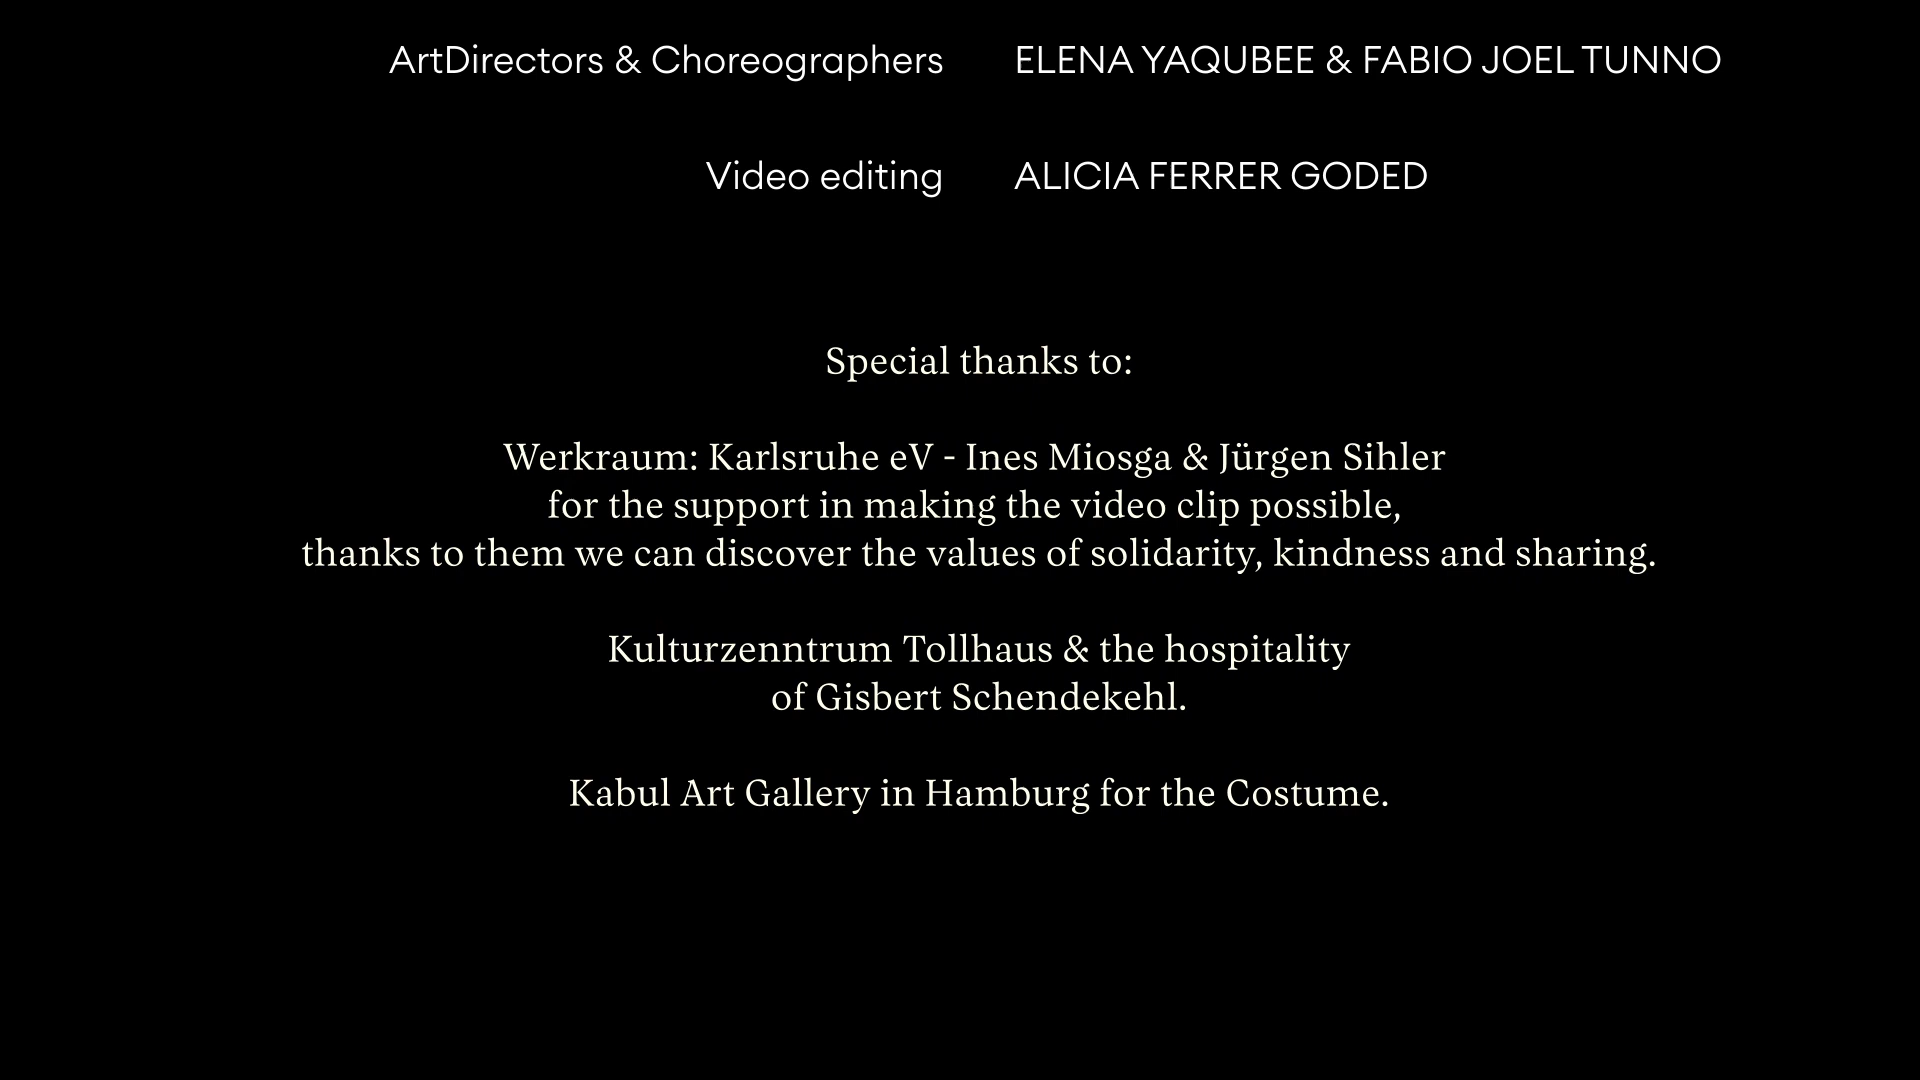 ArtDirectors & Choreographers ELENA YAQUBEE & FABIO JOEL TUNNO
Video editing ALICIA FERRER GODED
Special thanks to:
Werkraum: Karlsruhe eV - Ines Miosga & Jürgen Sihler
for the support in making the video clip possible,
thanks to them we can discover the values of solidarity, kindness and sharing.
Kulturzenntrum Tollhaus & the hospitality
of Gisbert Schendekehl.
Kabul Art Gallery in Hamburg for the Costume.